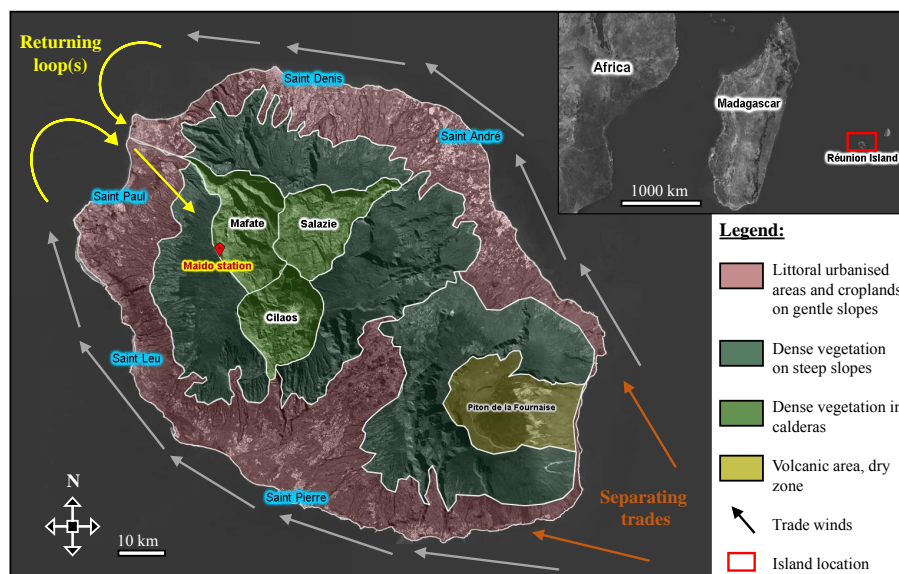 Returning
loop(s)
Saint Denis
Saint André
Saint Paul
Mafate
Salazie
Maido station
Cilaos
Saint Leu
Piton de la Fournaise
Saint Pierre
Separating
trades
N
10 km
Africa
Madagascar
Réunion Island
1000 km
Legend:
Littoral urbanised
areas and croplands
on gentle slopes
Dense vegetation
on steep slopes
Dense vegetation in
calderas
Volcanic area, dry
zone
Trade winds
Island location